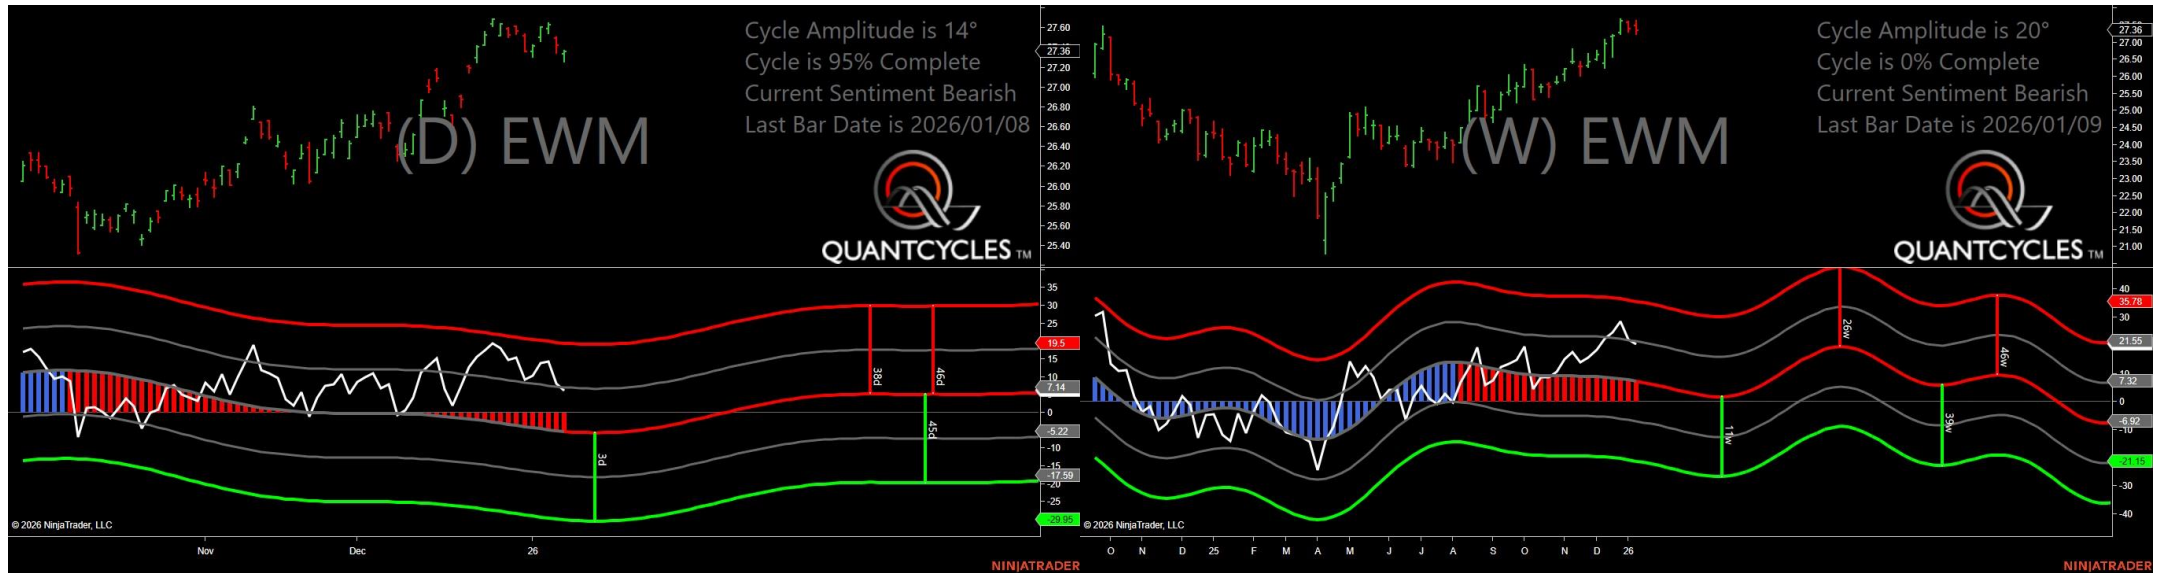 Cycle Amplitude is 14°
Cycle is 95% Complete
Current Sentiment Bearish
Last Bar Date is 2026/01/08
(D) EWM
QUANTCYCLES TM
27.60
27.36
27.20
27.00
26.80
26.60
26.40
26.20
26.00
25.80
25.60
25.40
35
30
25
19.5
15
10
7.14
0
-5.22
-10
-15
-17.59
-20
-25
-29.95
3d
38d
46d
45d
© 2026 NinjaTrader, LLC
Nov Dec 26
NINJATRADER
Cycle Amplitude is 20°
Cycle is 0% Complete
Current Sentiment Bearish
Last Bar Date is 2026/01/09
(W) EWM
QUANTCYCLES TM
27.36
27.00
26.50
26.00
25.50
25.00
24.50
24.00
23.50
23.00
22.50
22.00
21.50
21.00
40
35.78
30
21.55
7.32
0
-6.92
-10
-21.15
-30
-40
11w
26w
39w
46w
© 2026 NinjaTrader, LLC
O N D 25 F M A M J J A S O N D 26
NINJATRADER